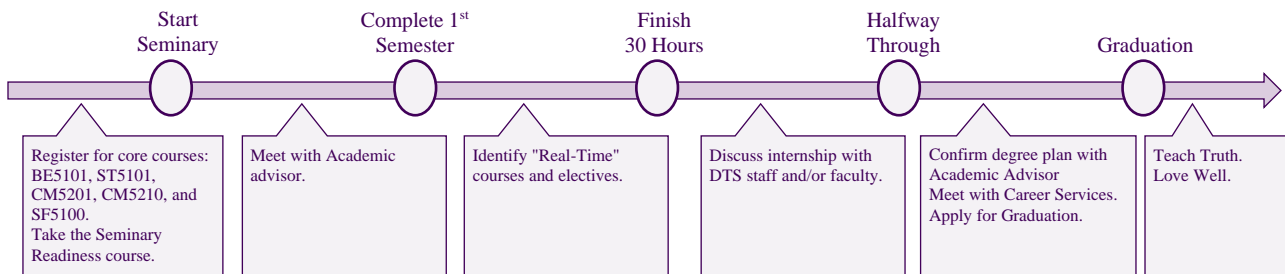 Start
Seminary
Complete 1st
Semester
Finish
30 Hours
Halfway
Through
Graduation
Register for core courses:
BE5101, ST5101,
CM5201, CM5210, and
SF5100.
Take the Seminary
Readiness course.
Meet with Academic
advisor.
Identify "Real-Time"
courses and electives.
Discuss internship with
DTS staff and/or faculty.
Confirm degree plan with
Academic Advisor
Meet with Career Services.
Apply for Graduation.
Teach Truth.
Love Well.